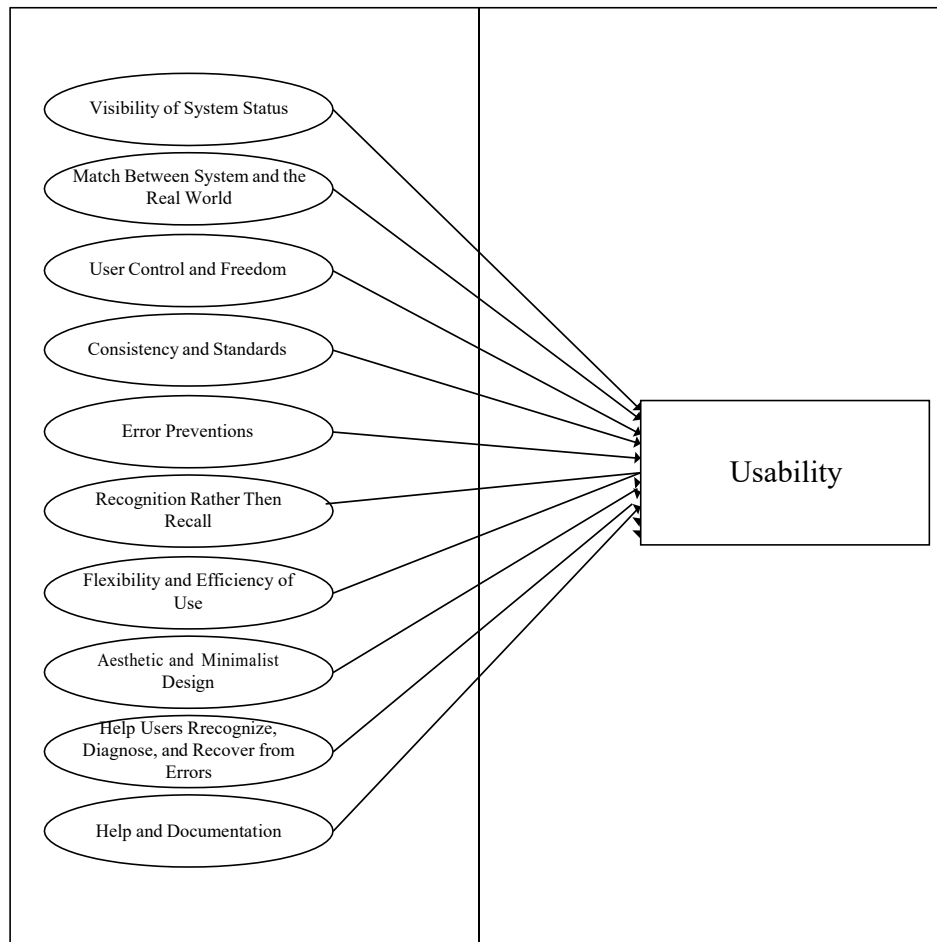 Visibility of System Status
Match Between System and the
Real World
User Control and Freedom
Consistency and Standards
Error Preventions
Recognition Rather Then
Recall
Flexibility and Efficiency of
Use
Aesthetic and Minimalist
Design
Help Users Rrecognize,
Diagnose, and Recover from
Errors
Help and Documentation
Usability